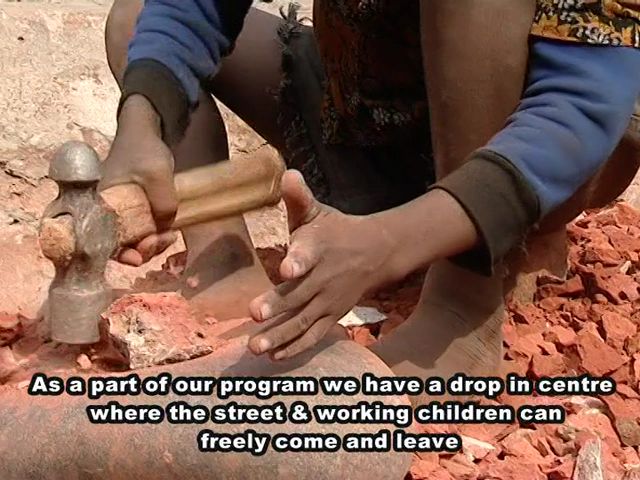 As a part of our program we have a drop in centre
where the street & working children can
freely come and leave